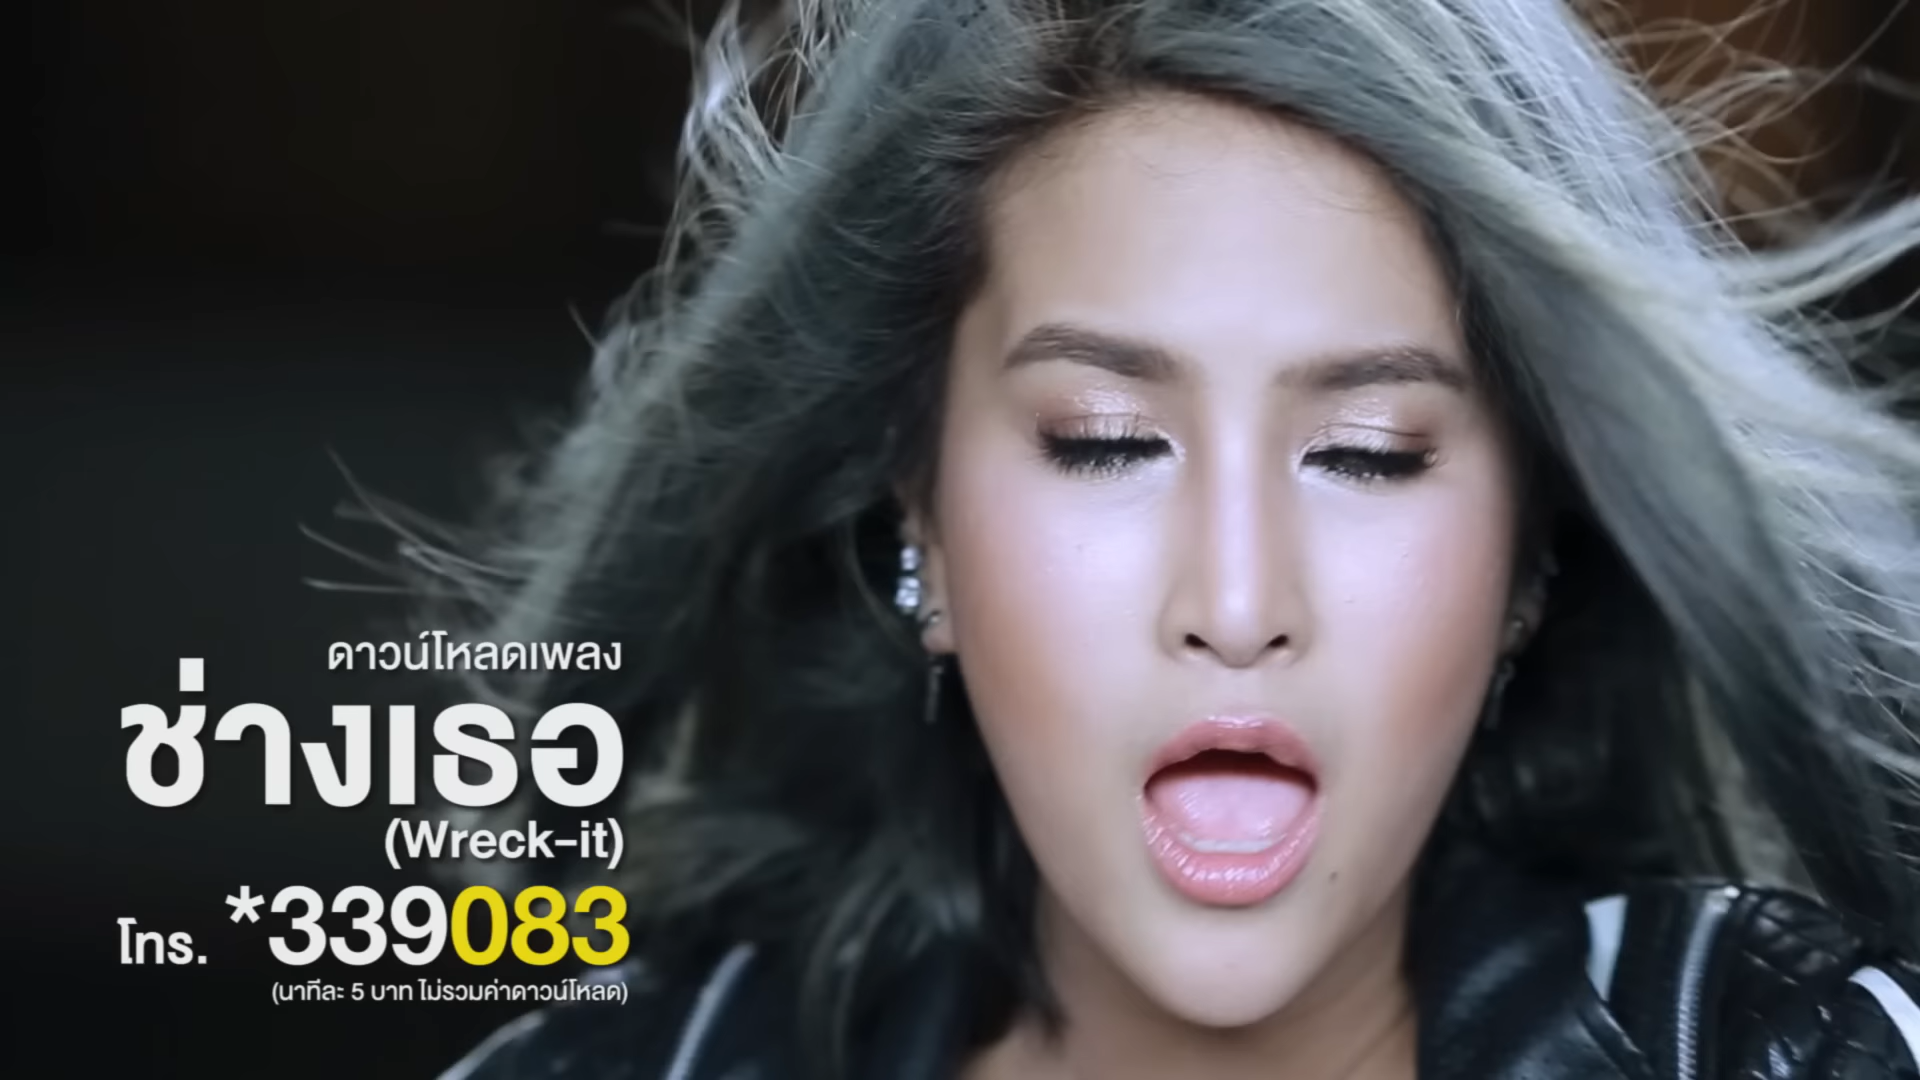 ดาวน์โหลดเพลง
ช่างเธอ
(Wreck-it)
โทร. *339083
(นาทีละ 5 บาท ไม่รวมค่าดาวน์โหลด)